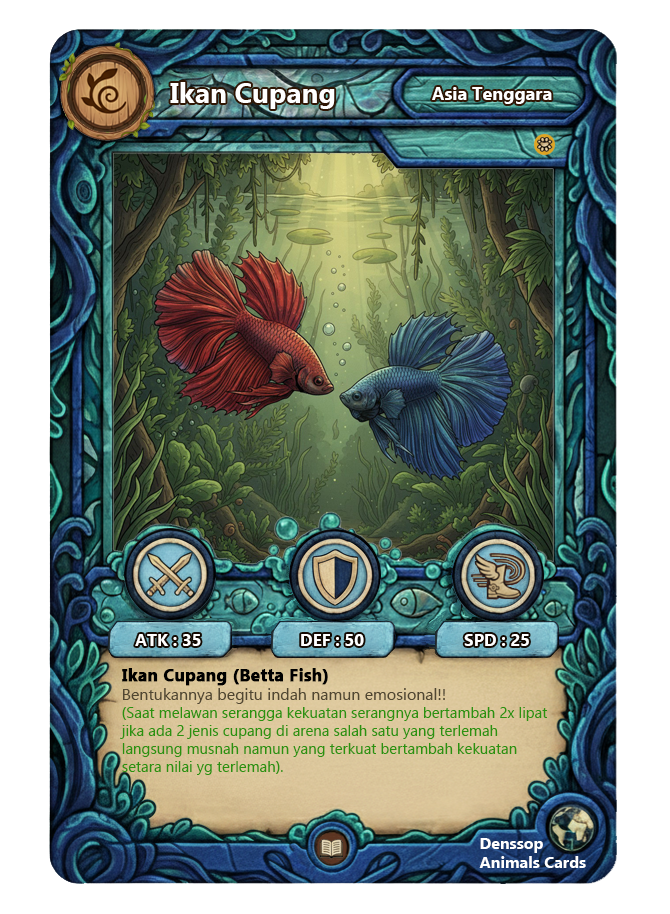 Ikan Cupang
Asia Tenggara
ATK : 35
DEF : 50
SPD : 25
Ikan Cupang (Betta Fish)
Bentukannya begitu indah namun emosional!!
(Saat melawan serangga kekuatan serangnya bertambah 2x lipat
jika ada 2 jenis cupang di arena salah satu yang terlemah
langsung musnah namun yang terkuat bertambah kekuatan
setara nilai yg terlemah).
Denssop
Animals Cards